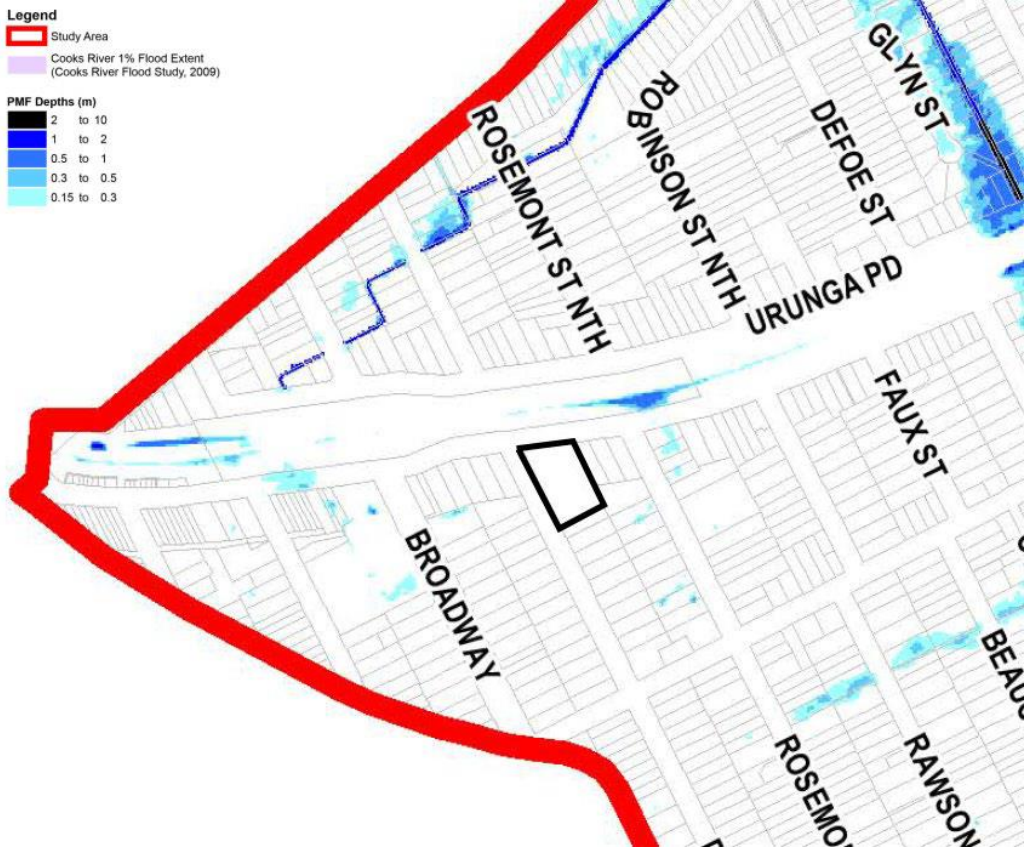 Legend
Study Area
Cooks River 1% Flood Extent
(Cooks River Flood Study, 2009)
PMF Depths (m)
2 to 10
1 to 2
0.5 to 1
0.3 to 0.5
0.15 to 0.3
GLYN ST
ROBINSON ST NTH
DEFOE ST
ROSEMONT ST NTH
URUNGA PD
FAUX ST
BROADWAY
BEAUC
ROSEMO
RAWSON